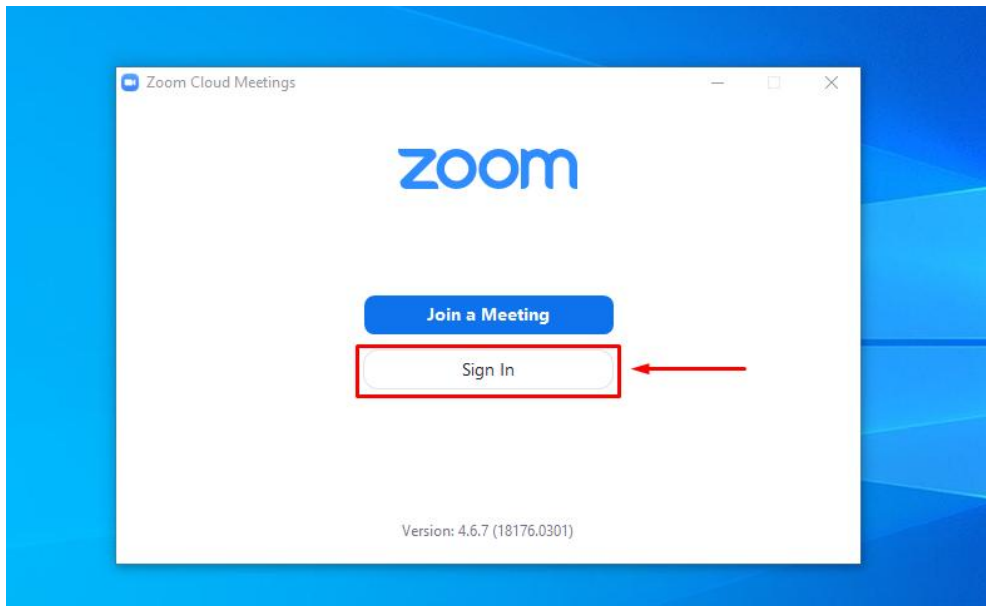 Zoom Cloud Meetings
zoom
Join a Meeting
Sign In
Version: 4.6.7 (18176.0301)